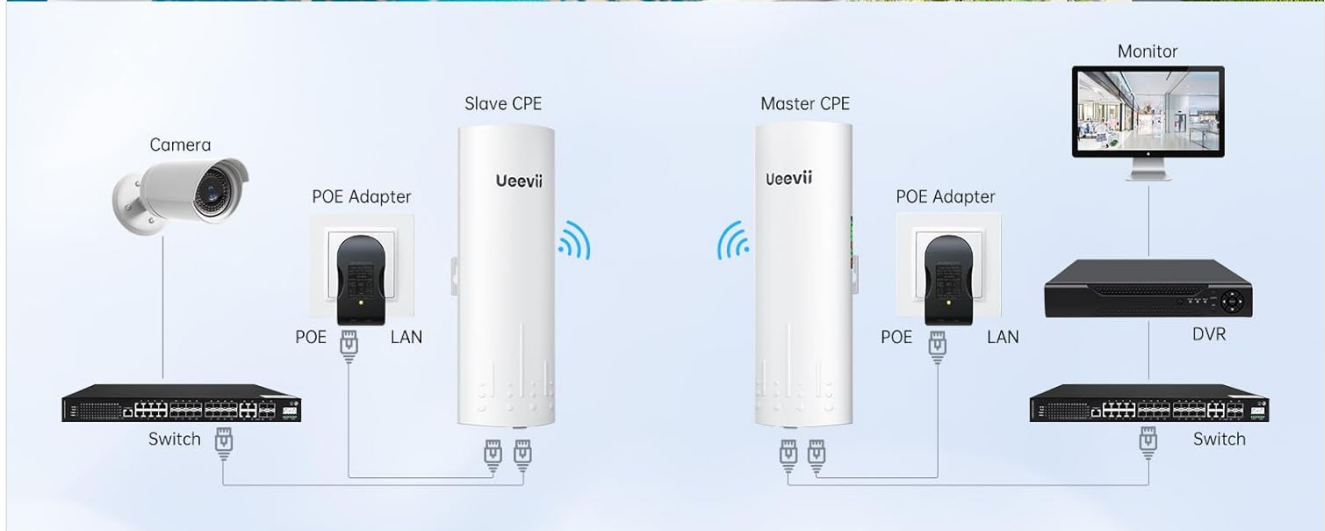 Monitor
Slave CPE
Master CPE
Camera
Ueevii
Ueevii
POE Adapter
POE Adapter
POE
LAN
POE
LAN
DVR
Switch
Switch